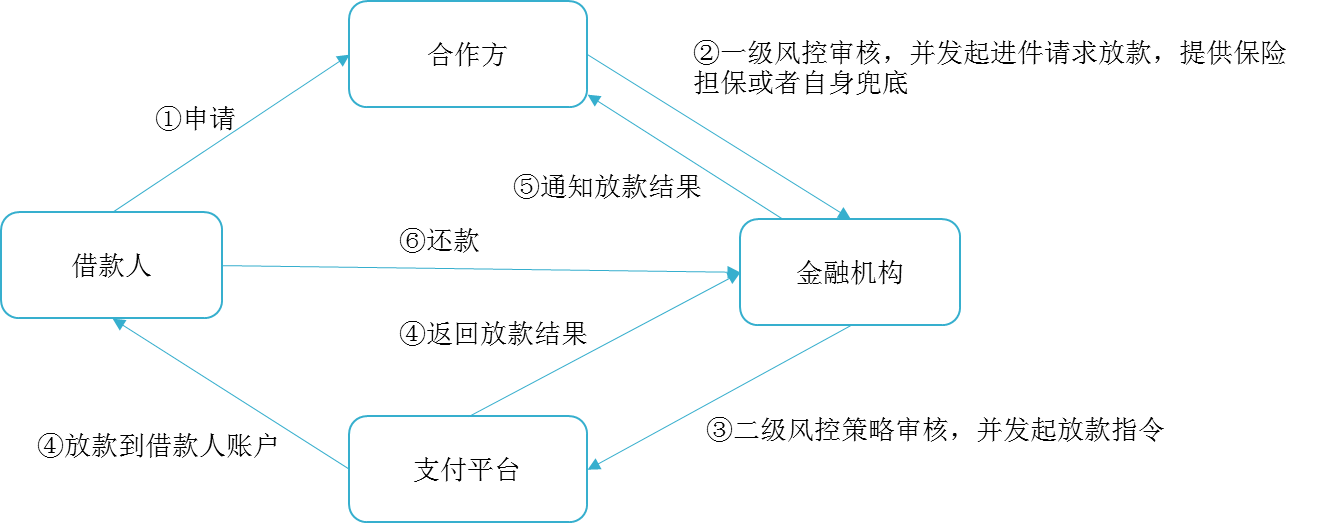 合作方
②一级风控审核，并发起进件请求放款，提供保险
担保或者自身兜底
①申请
⑤通知放款结果
⑥还款
借款人
金融机构
④返回放款结果
④放款到借款人账户
③二级风控策略审核，并发起放款指令
支付平台